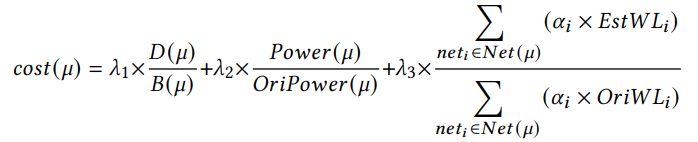 cost(μ) = λ₁× D(μ)/B(μ) +λ₂× Power(μ)/OriPower(μ) +λ₃× ∑_{netᵢ∈Net(μ)} (αᵢ × EstWLᵢ) / ∑_{netᵢ∈Net(μ)} (αᵢ × OriWLᵢ)